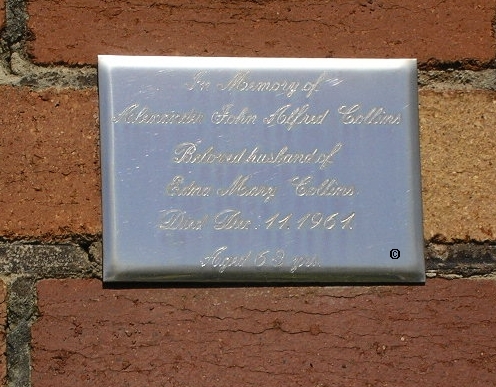 In Memory of
Alexander John Alfred Collins
Beloved husband of
Edna Mary Collins
Died Dec. 11. 1961.
Aged 63 yrs.
©